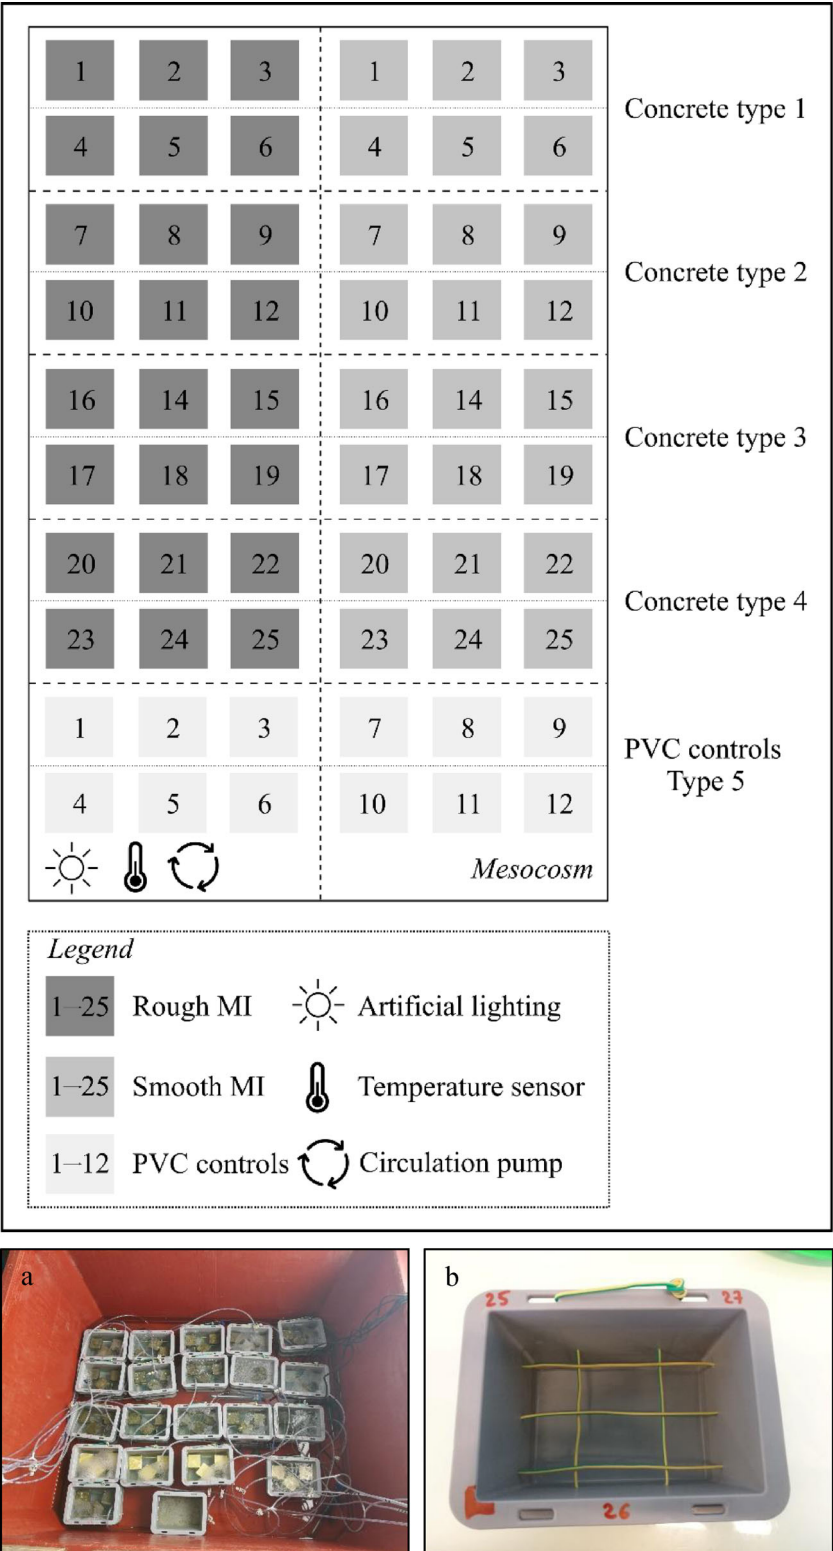 1 2 3 1 2 3
Concrete type 1
4 5 6 4 5 6
7 8 9 7 8 9
Concrete type 2
10 11 12 10 11 12
16 14 15 16 14 15
Concrete type 3
17 18 19 17 18 19
20 21 22 20 21 22
Concrete type 4
23 24 25 23 24 25
1 2 3 7 8 9
PVC controls
Type 5
4 5 6 10 11 12
Mesocosm
Legend
1–25 Rough MI Artificial lighting
1–25 Smooth MI Temperature sensor
1–12 PVC controls Circulation pump
a
b
25 27
26